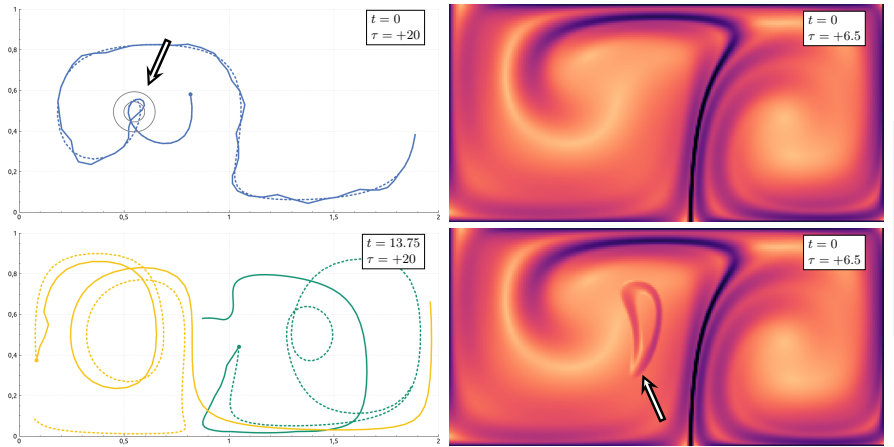 1
0,8
0,6
0,4
0,2
0
0
0,5
1
1,5
2
t = 0
τ = +20
t = 0
τ = +6.5
1
0,8
0,6
0,4
0,2
0
0
0,5
1
1,5
2
t = 13.75
τ = +20
t = 0
τ = +6.5